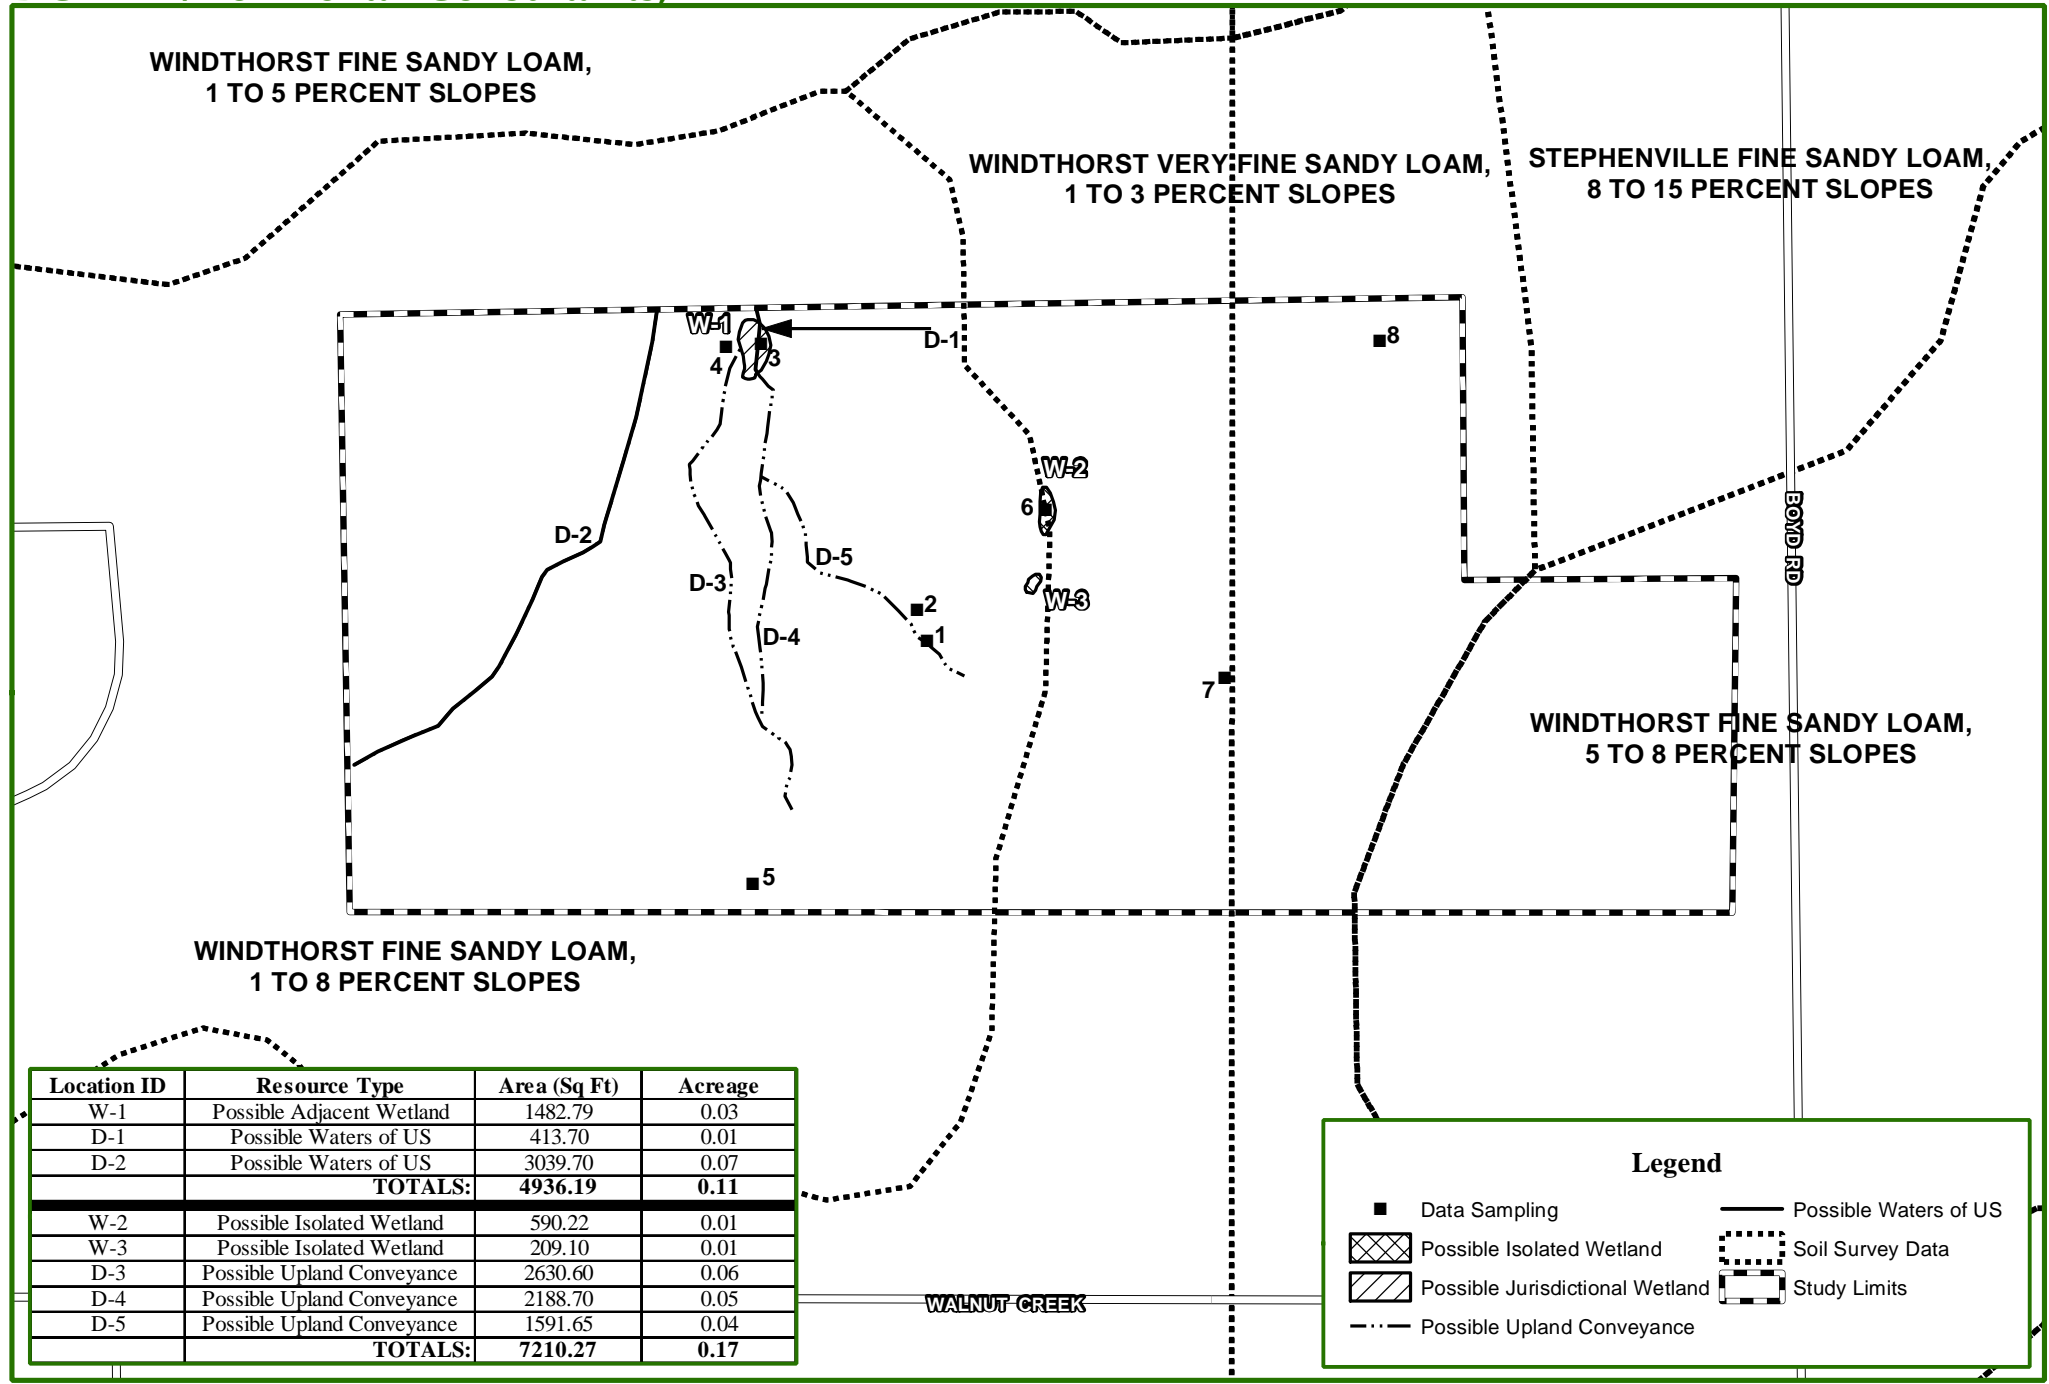 WINDTHORST FINE SANDY LOAM,
1 TO 5 PERCENT SLOPES
WINDTHORST VERY FINE SANDY LOAM,
1 TO 3 PERCENT SLOPES
STEPHENVILLE FINE SANDY LOAM,
8 TO 15 PERCENT SLOPES
W-1
D-1
3
4
8
W-2
6
BOYD RD
D-2
D-5
D-3
W-3
2
1
D-4
7
WINDTHORST FINE SANDY LOAM,
5 TO 8 PERCENT SLOPES
5
WINDTHORST FINE SANDY LOAM,
1 TO 8 PERCENT SLOPES
Location ID Resource Type Area (Sq Ft) Acreage
W-1 Possible Adjacent Wetland 1482.79 0.03
D-1 Possible Waters of US 413.70 0.01
D-2 Possible Waters of US 3039.70 0.07
TOTALS: 4936.19 0.11
W-2 Possible Isolated Wetland 590.22 0.01
W-3 Possible Isolated Wetland 209.10 0.01
D-3 Possible Upland Conveyance 2630.60 0.06
D-4 Possible Upland Conveyance 2188.70 0.05
D-5 Possible Upland Conveyance 1591.65 0.04
TOTALS: 7210.27 0.17
WALNUT CREEK
Legend
Data Sampling
Possible Isolated Wetland
Possible Jurisdictional Wetland
Possible Upland Conveyance
Possible Waters of US
Soil Survey Data
Study Limits